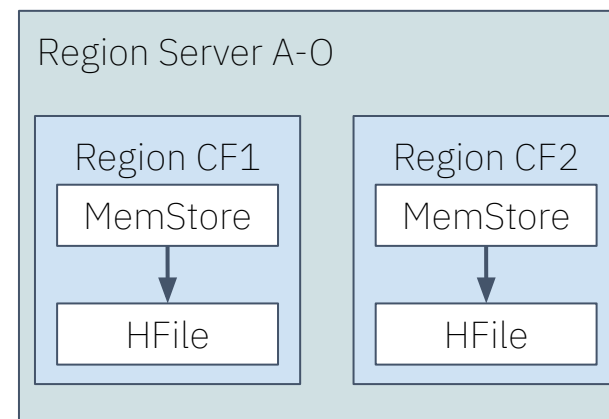 Region Server A-O
Region CF1
MemStore
HFile
Region CF2
MemStore
HFile